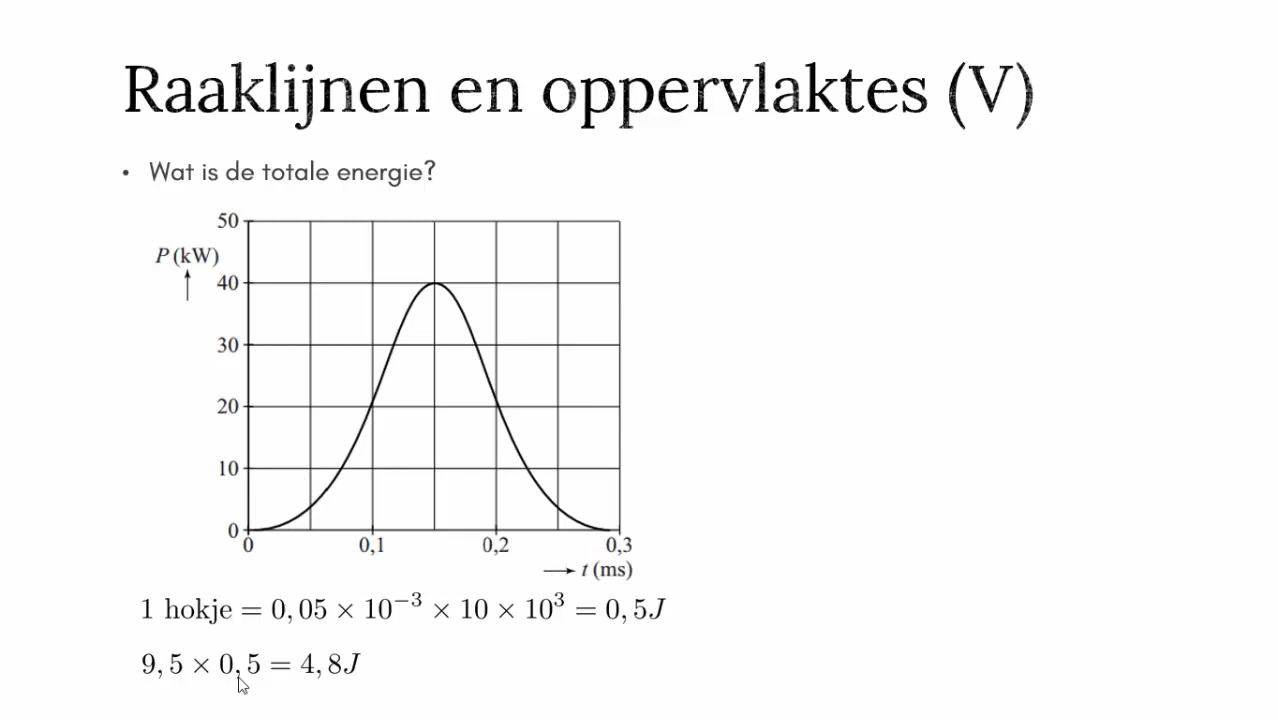 Raaklijnen en oppervlaktes (V)
• Wat is de totale energie?
50
P (kW)
40
30
20
10
0
0 0,1 0,2 0,3
t (ms)
1 hokje = 0,05 × 10⁻³ × 10 × 10³ = 0,5J
9,5 × 0,5 = 4,8J